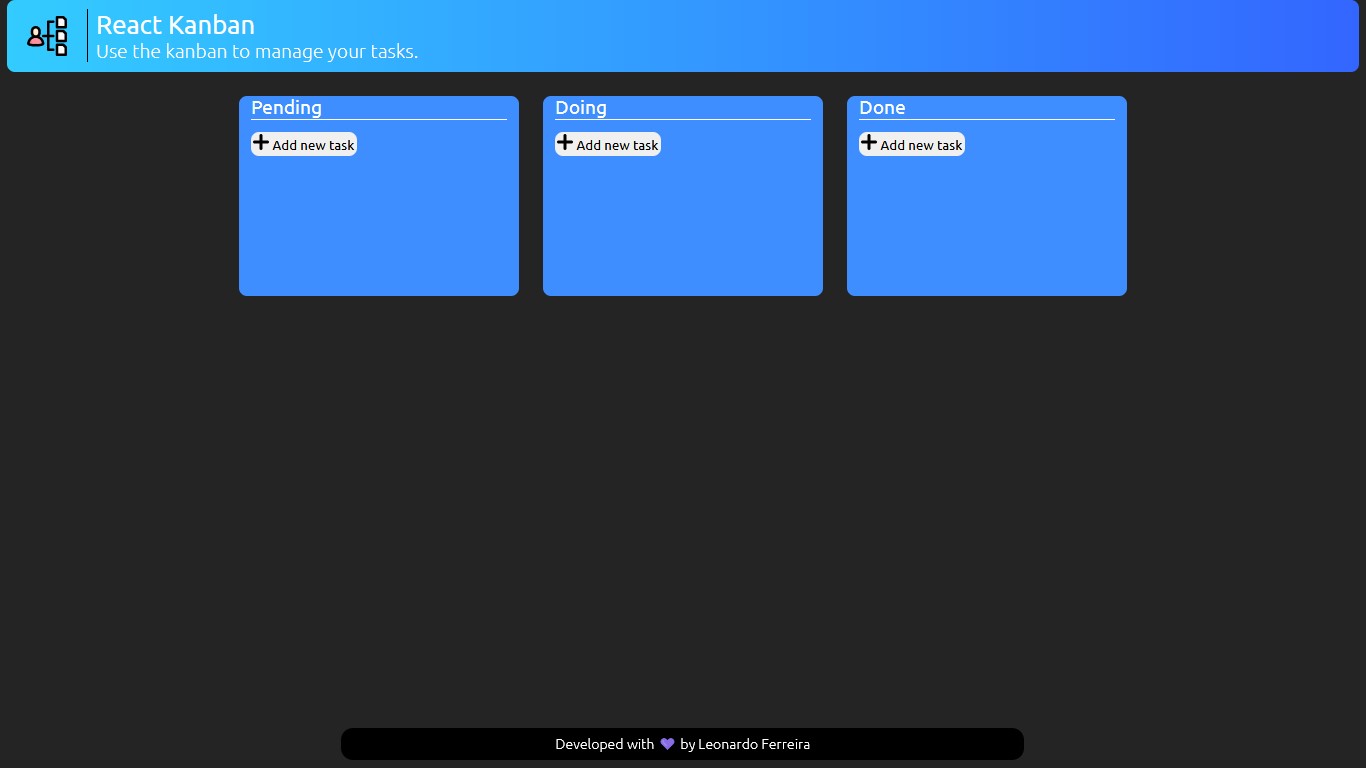 React Kanban
Use the kanban to manage your tasks.
Pending
Add new task
Doing
Add new task
Done
Add new task
Developed with 💜 by Leonardo Ferreira